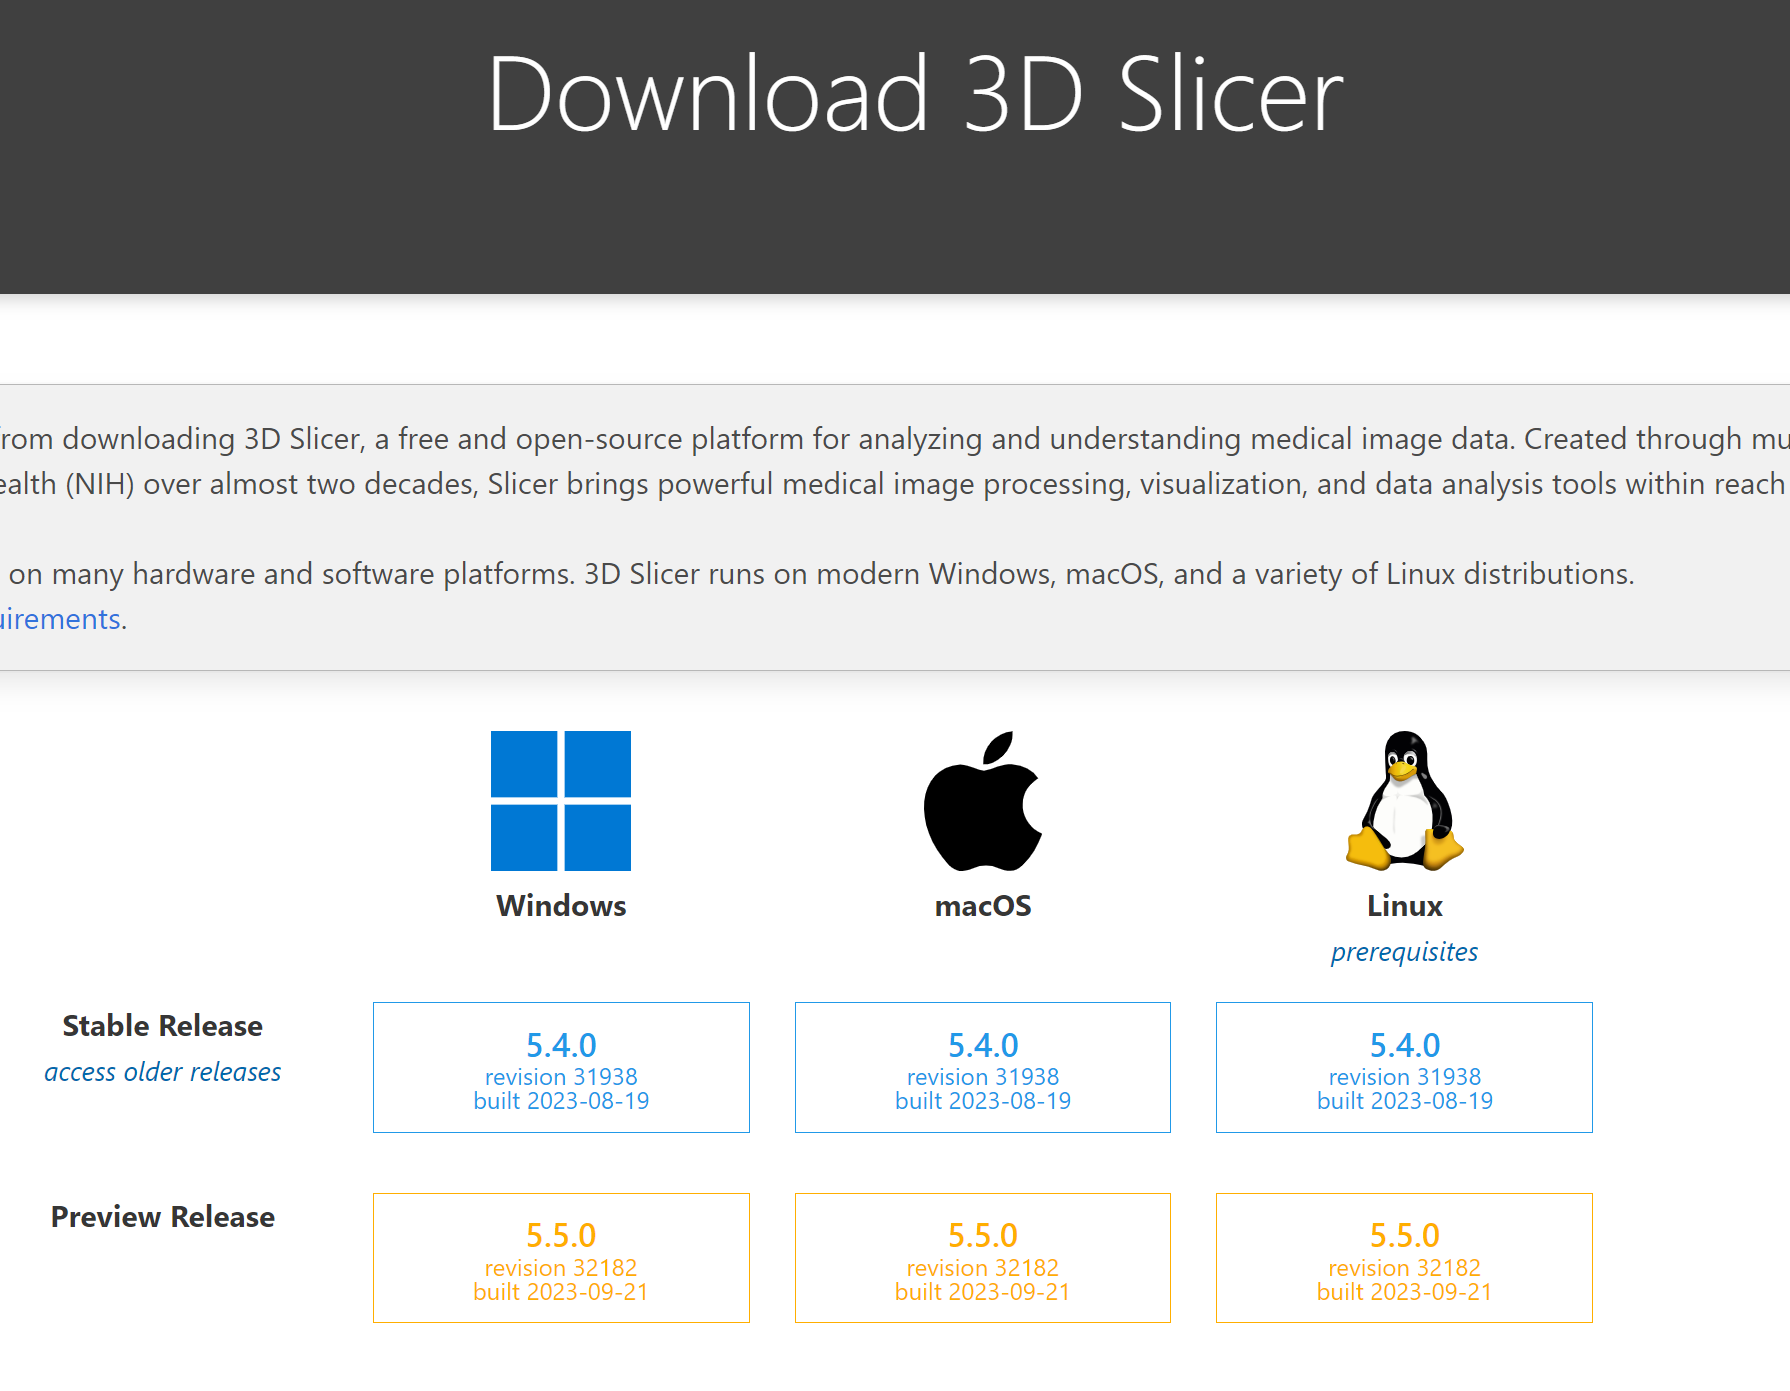 Download 3D Slicer
from downloading 3D Slicer, a free and open-source platform for analyzing and understanding medical image data. Created through
(NIH) over almost two decades, Slicer brings powerful medical image processing, visualization, and data analysis tools within reach
on many hardware and software platforms. 3D Slicer runs on modern Windows, macOS, and a variety of Linux distributions.
Windows
macOS
Linux
prerequisites
Stable Release
access older releases
5.4.0
revision 31938
built 2023-08-19
5.4.0
revision 31938
built 2023-08-19
5.4.0
revision 31938
built 2023-08-19
Preview Release
5.5.0
revision 32182
built 2023-09-21
5.5.0
revision 32182
built 2023-09-21
5.5.0
revision 32182
built 2023-09-21